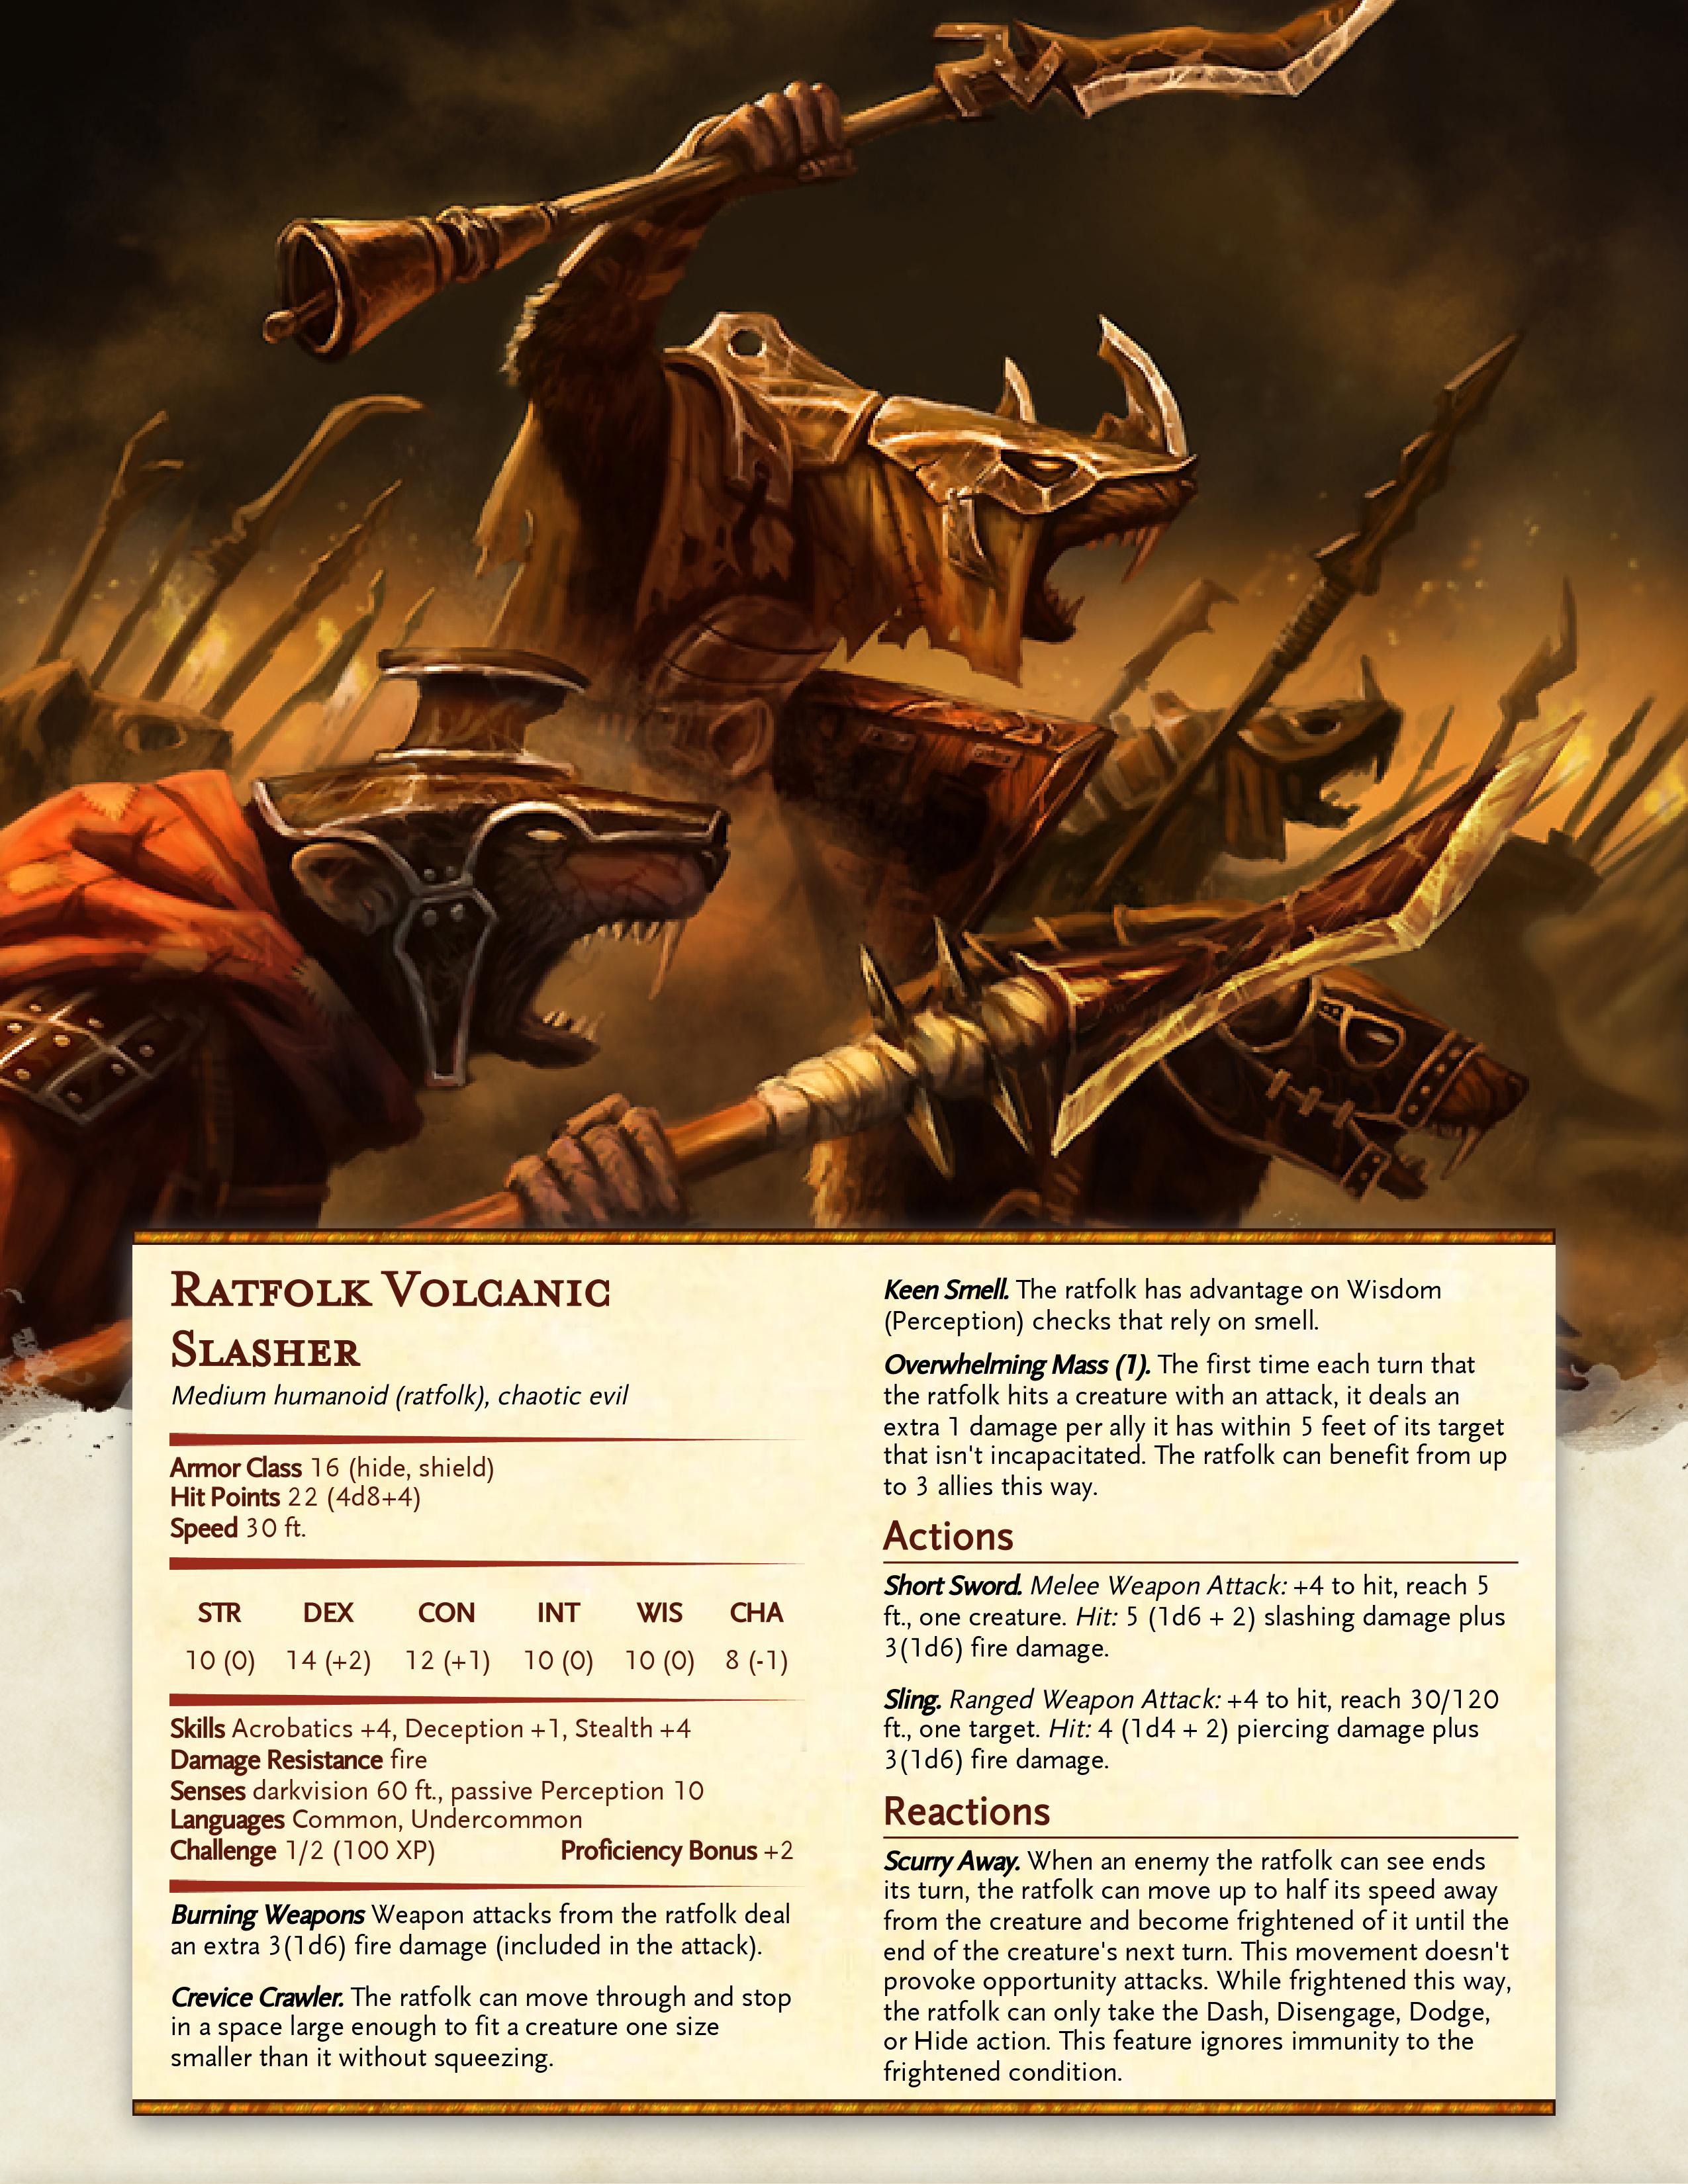 Ratfolk Volcanic
Slasher
Medium humanoid (ratfolk), chaotic evil
Armor Class 16 (hide, shield)
Hit Points 22 (4d8+4)
Speed 30 ft.
STR DEX CON INT WIS CHA
10 (0) 14 (+2) 12 (+1) 10 (0) 10 (0) 8 (-1)
Skills Acrobatics +4, Deception +1, Stealth +4
Damage Resistance fire
Senses darkvision 60 ft., passive Perception 10
Languages Common, Undercommon
Challenge 1/2 (100 XP) Proficiency Bonus +2
Burning Weapons Weapon attacks from the ratfolk deal
an extra 3(1d6) fire damage (included in the attack).
Crevice Crawler. The ratfolk can move through and stop
in a space large enough to fit a creature one size
smaller than it without squeezing.
Keen Smell. The ratfolk has advantage on Wisdom
(Perception) checks that rely on smell.
Overwhelming Mass (1). The first time each turn that
the ratfolk hits a creature with an attack, it deals an
extra 1 damage per ally it has within 5 feet of its target
that isn't incapacitated. The ratfolk can benefit from up
to 3 allies this way.
Actions
Short Sword. Melee Weapon Attack: +4 to hit, reach 5
ft., one creature. Hit: 5 (1d6 + 2) slashing damage plus
3(1d6) fire damage.
Sling. Ranged Weapon Attack: +4 to hit, reach 30/120
ft., one target. Hit: 4 (1d4 + 2) piercing damage plus
3(1d6) fire damage.
Reactions
Scurry Away. When an enemy the ratfolk can see ends
its turn, the ratfolk can move up to half its speed away
from the creature and become frightened of it until the
end of the creature's next turn. This movement doesn't
provoke opportunity attacks. While frightened this way,
the ratfolk can only take the Dash, Disengage, Dodge,
or Hide action. This feature ignores immunity to the
frightened condition.